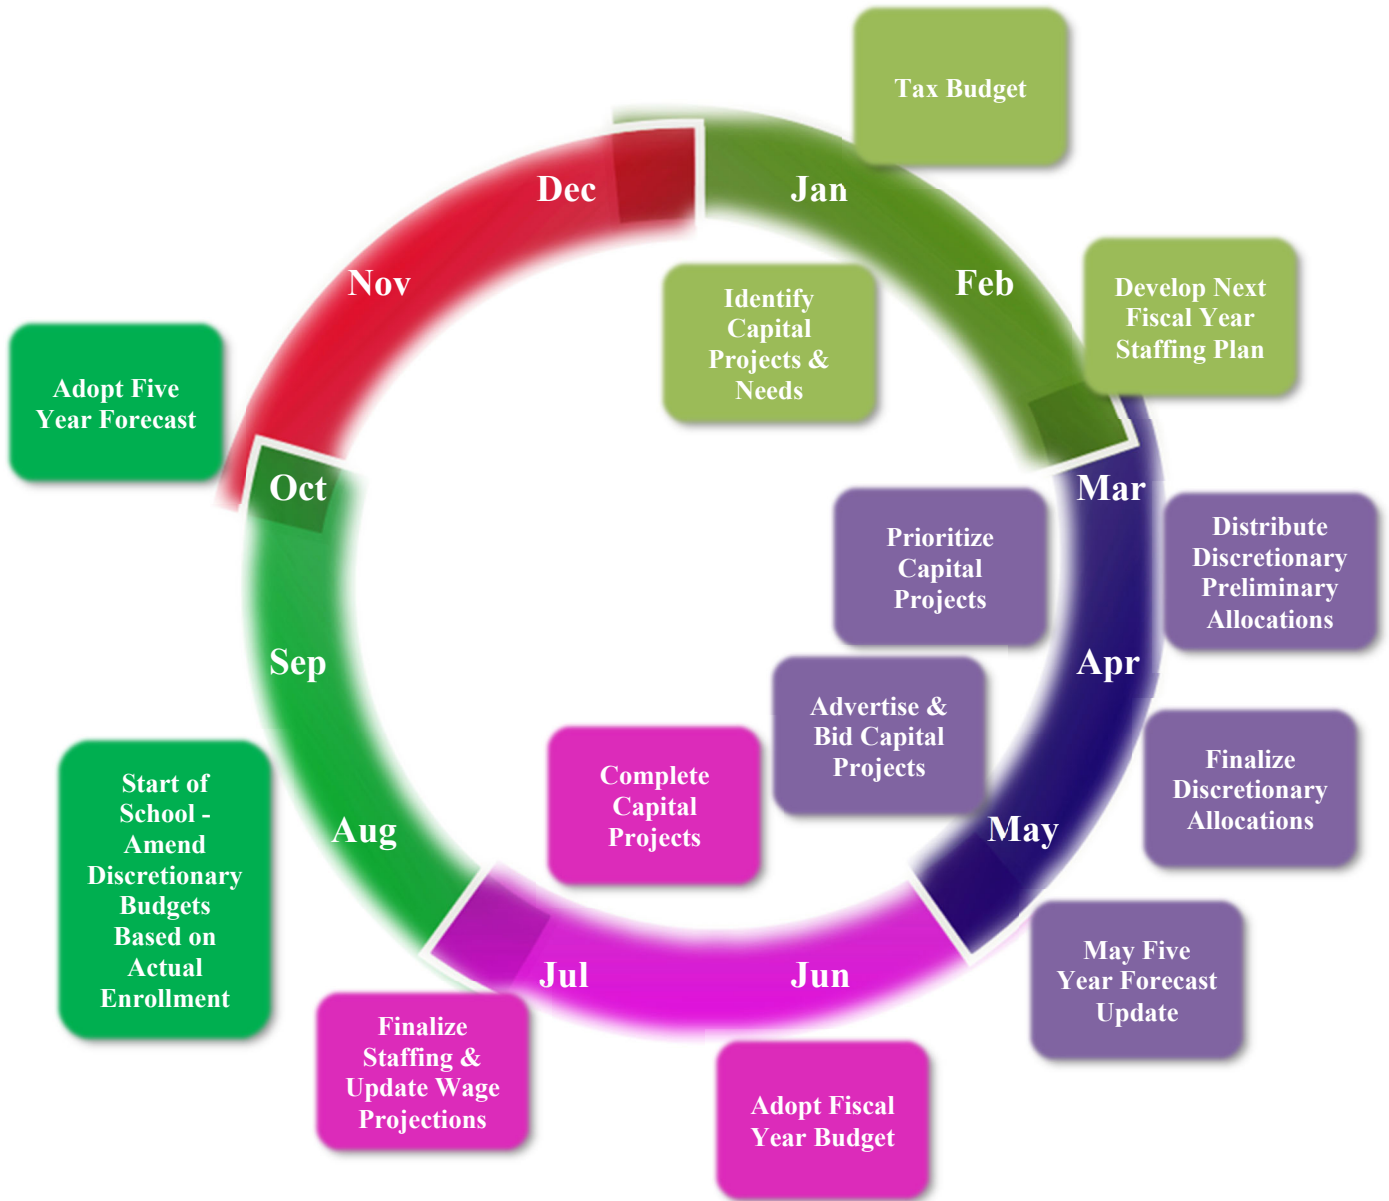 Tax Budget
Dec
Jan
Nov
Feb
Identify
Capital
Projects &
Needs
Develop Next
Fiscal Year
Staffing Plan
Adopt Five
Year Forecast
Oct
Mar
Prioritize
Capital
Projects
Distribute
Discretionary
Preliminary
Allocations
Sep
Apr
Advertise &
Bid Capital
Projects
Finalize
Discretionary
Allocations
Complete
Capital
Projects
Start of
School -
Amend
Discretionary
Budgets
Based on
Actual
Enrollment
Aug
May
May Five
Year Forecast
Update
Jul
Jun
Finalize
Staffing &
Update Wage
Projections
Adopt Fiscal
Year Budget